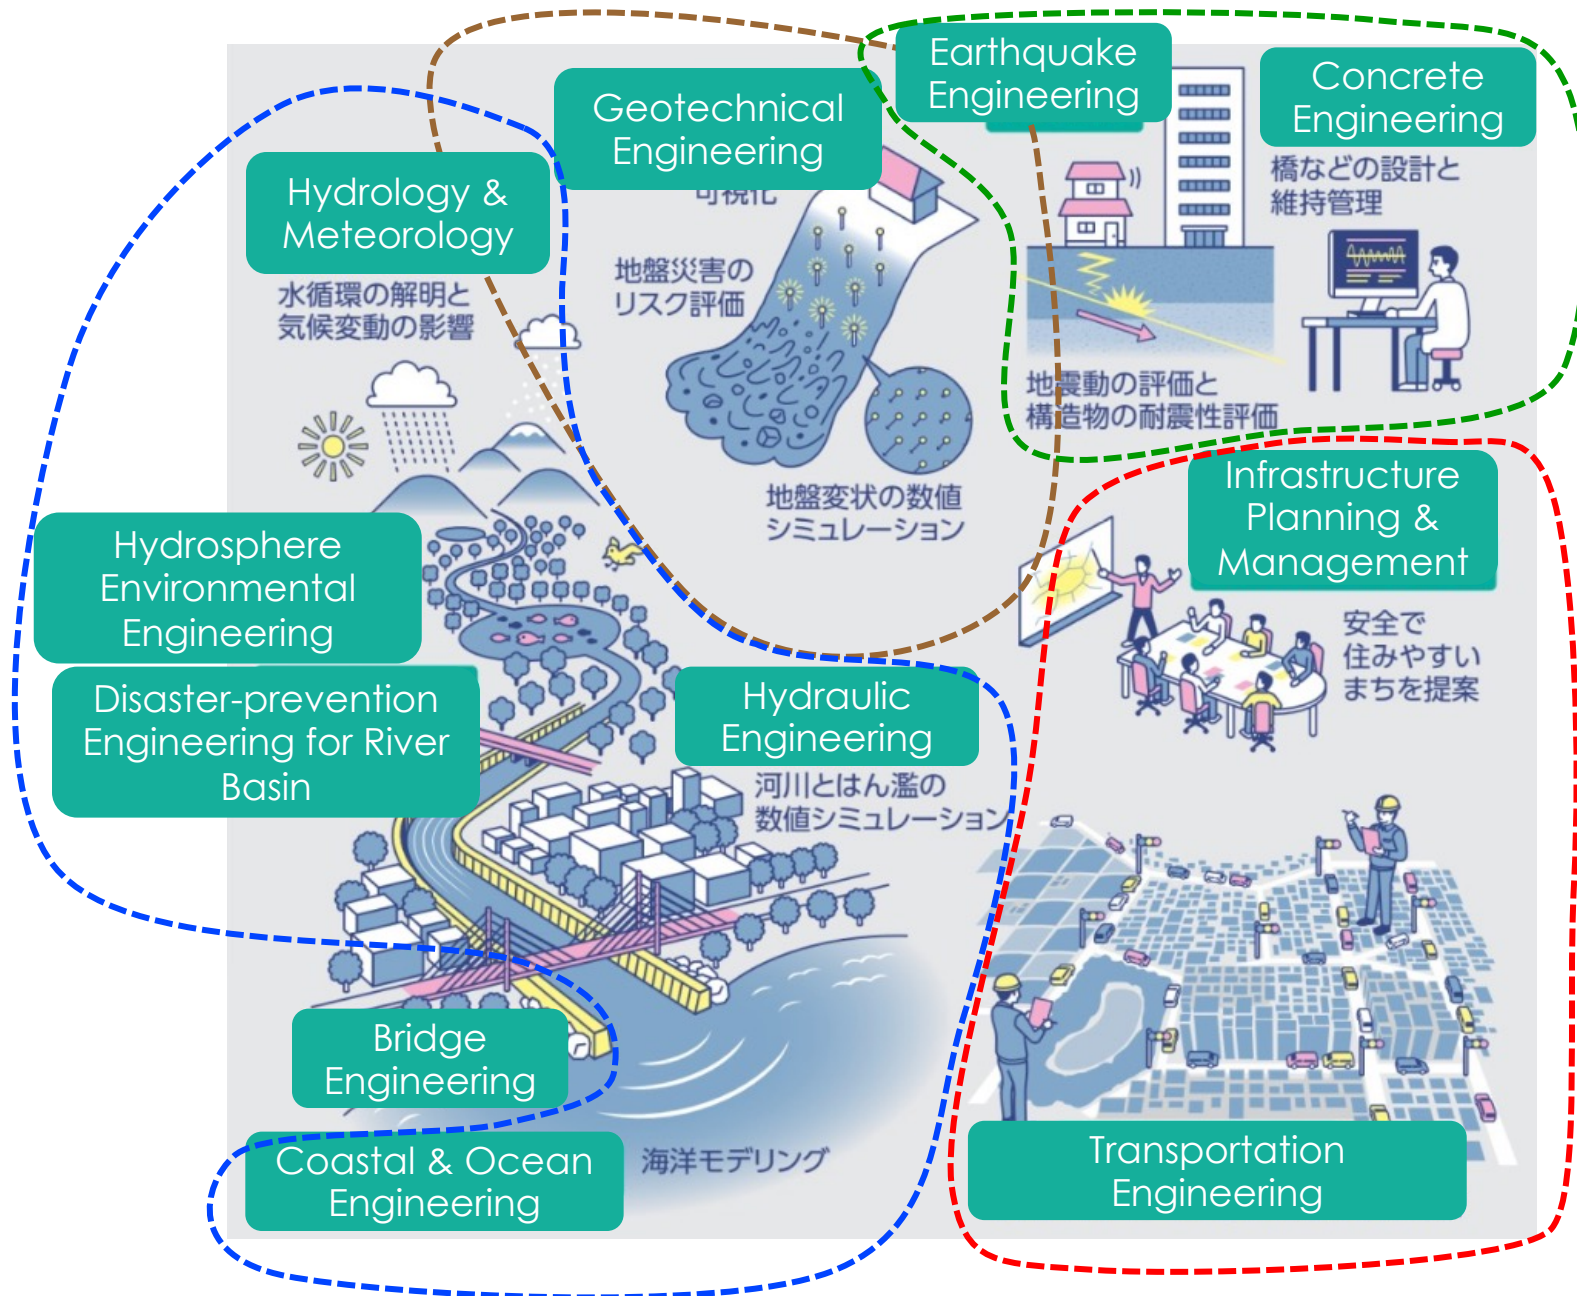 Earthquake
Engineering
Concrete
Engineering
Geotechnical
Engineering
可視化
橋などの設計と
維持管理
Hydrology &
Meteorology
水循環の解明と
気候変動の影響
地盤災害の
リスク評価
地震動の評価と
構造物の耐震性評価
地盤変状の数値
シミュレーション
Infrastructure
Planning &
Management
安全で
住みやすい
まちを提案
Hydrosphere
Environmental
Engineering
Disaster-prevention
Engineering for River
Basin
Hydraulic
Engineering
河川とはん濫の
数値シミュレーション
Bridge
Engineering
Coastal & Ocean
Engineering
海洋モデリング
Transportation
Engineering